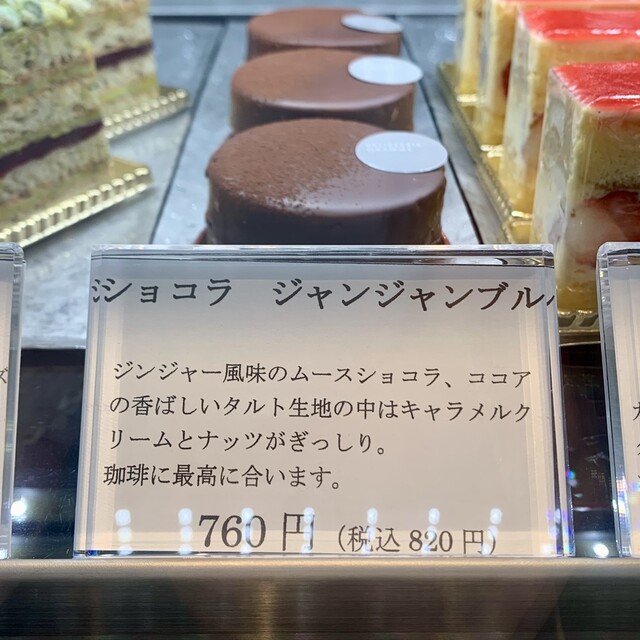 ショコラ ジャンジャンブル
ジンジャー風味のムースショコラ、ココア
の香ばしいタルト生地の中はキャラメルク
リームとナッツがぎっしり。
珈琲に最高に合います。
760円(税込820円)